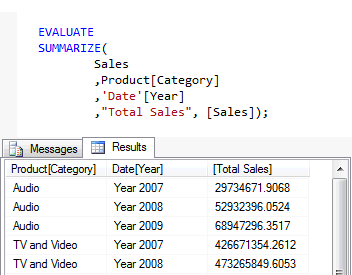 EVALUATE
SUMMARIZE(
Sales
,Product[Category]
,'Date'[Year]
,"Total Sales", [Sales]);
Messages Results
Product[Category] Date[Year] [Total Sales]
Audio Year 2007 29734671.9068
Audio Year 2008 52932396.0524
Audio Year 2009 68947296.3517
TV and Video Year 2007 426671354.2612
TV and Video Year 2008 473265849.6053